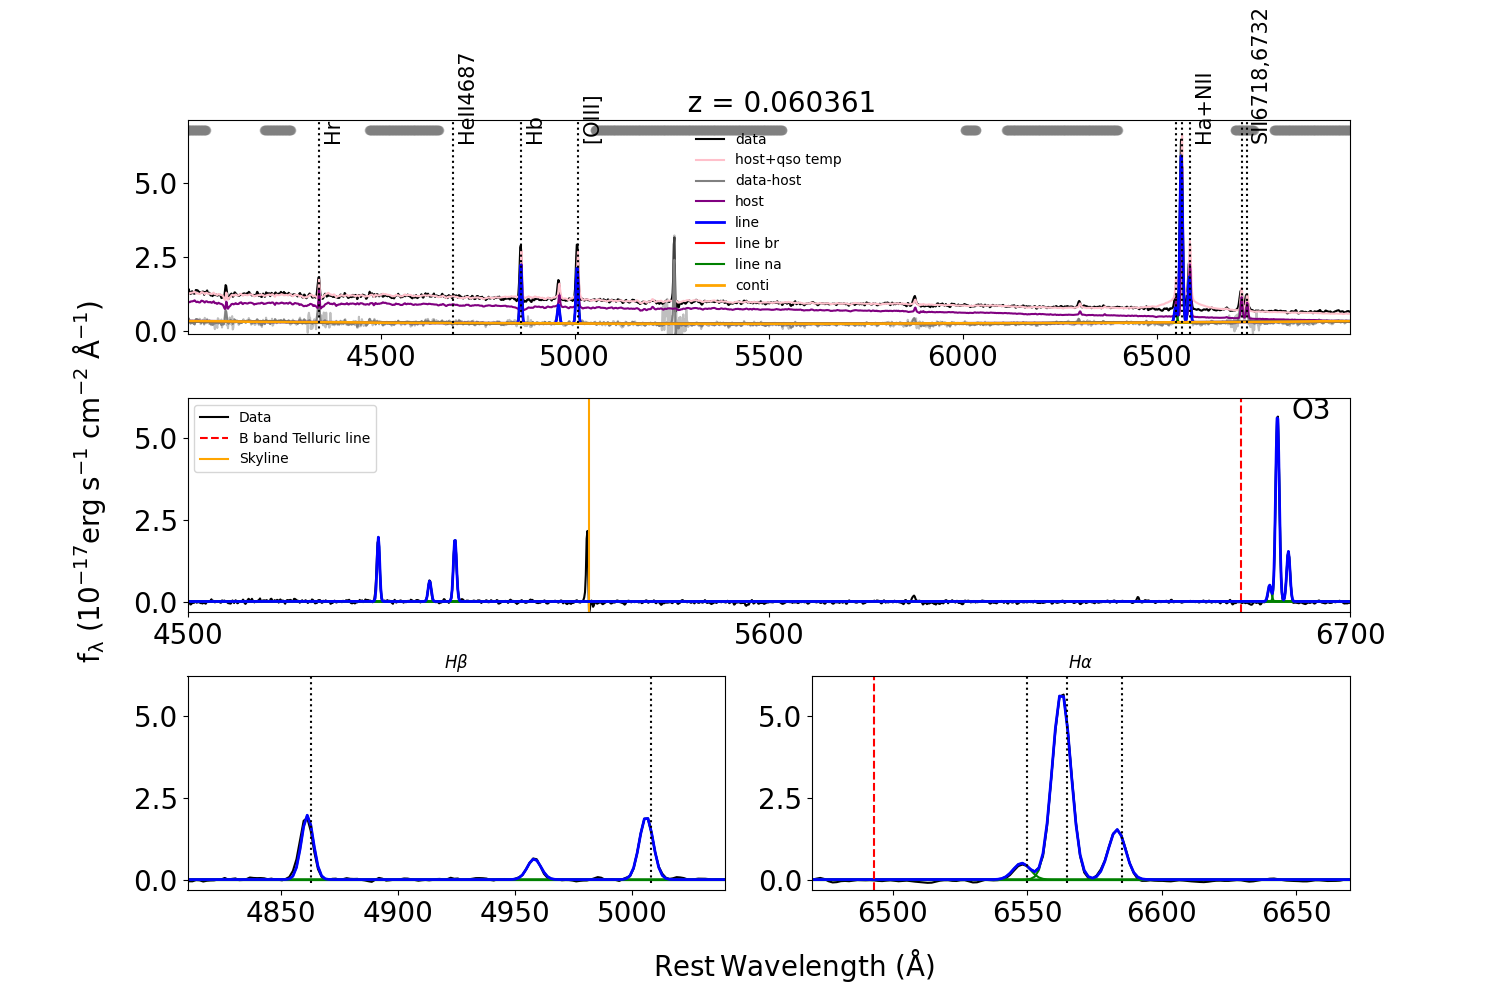 z = 0.060361
Hr
HeII4687
Hb
[OIII]
Ha+NII
SII6718,6732
data
host+qso temp
data-host
host
line
line br
line na
conti
5.0
2.5
0.0
4500
5000
5500
6000
6500
f_λ (10^−17 erg s^−1 cm^−2 Å^−1)
Data
B band Telluric line
Skyline
O3
5.0
2.5
0.0
4500
5600
6700
Hβ
5.0
2.5
0.0
4850
4900
4950
5000
Hα
5.0
2.5
0.0
6500
6550
6600
6650
Rest Wavelength (Å)